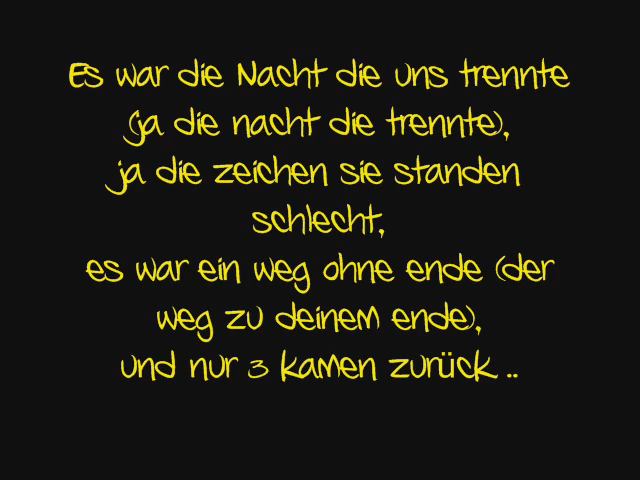 Es war die Nacht die uns trennte
(ja die nacht die trennte),
ja die zeichen sie standen
schlecht,
es war ein weg ohne ende (der
weg zu deinem ende),
und nur 3 kamen zurück ..